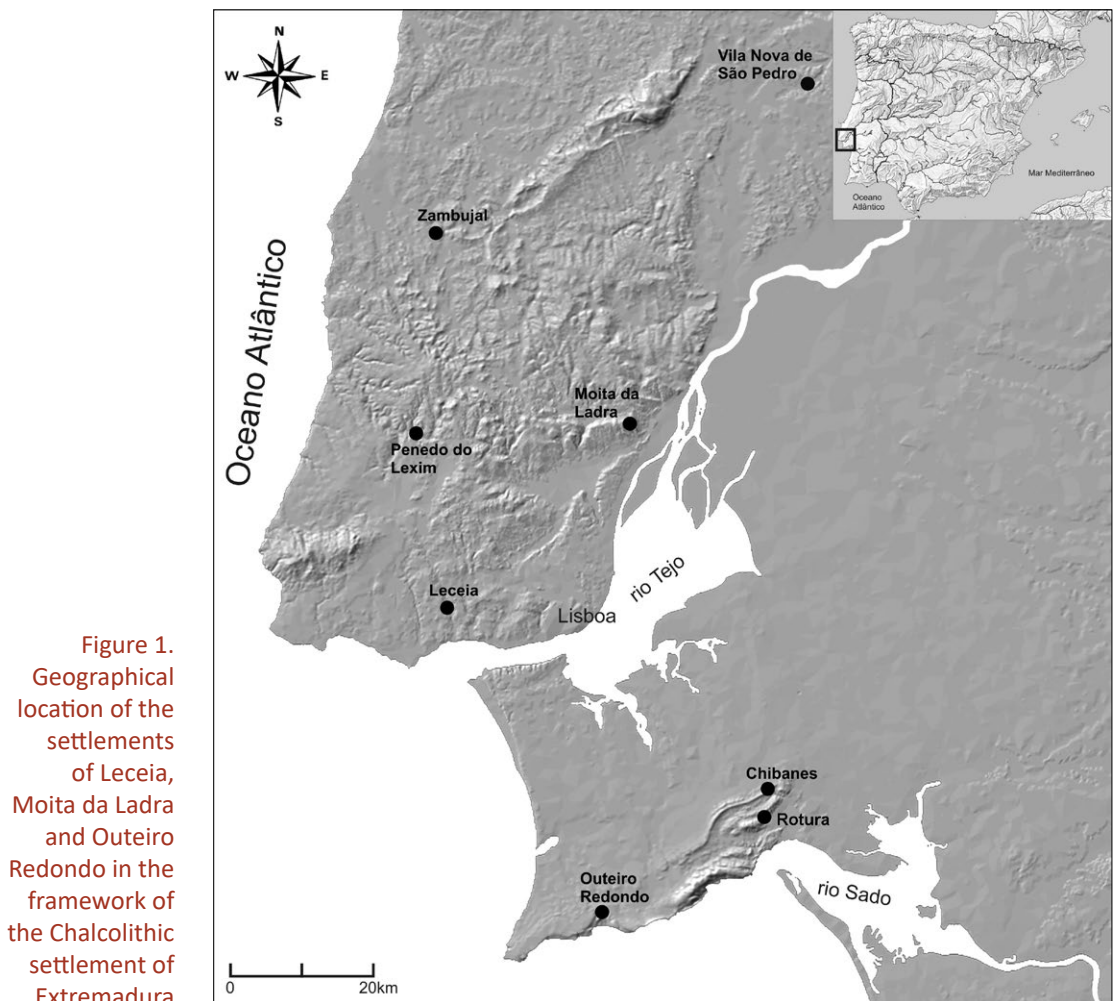 N
W
E
S
Vila Nova de
São Pedro
Mar Mediterrâneo
Oceano
Atlântico
Zambujal
Oceano Atlântico
Moita da
Ladra
Penedo do
Lexim
rio Tejo
Leceia
Lisboa
Chibanes
Rotura
Outeiro
Redondo
rio Sado
0
20km
Figure 1.
Geographical
location of the
settlements
of Leceia,
Moita da Ladra
and Outeiro
Redondo in the
framework of
the Chalcolithic
settlement of
Extremadura